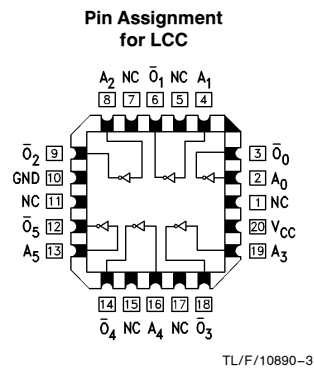 Pin Assignment
for LCC
A2 NC Ō1 NC A1
8 7 6 5 4
Ō2 9
GND 10
NC 11
Ō5 12
A5 13
3 Ō0
2 A0
1 NC
20 VCC
19 A3
14 15 16 17 18
Ō4 NC A4 NC Ō3
TL/F/10890–3